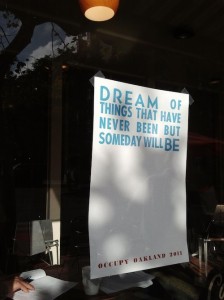 DREAM OF
THINGS THAT HAVE
NEVER BEEN BUT
SOMEDAY WILL BE
OCCUPY OAKLAND 2011